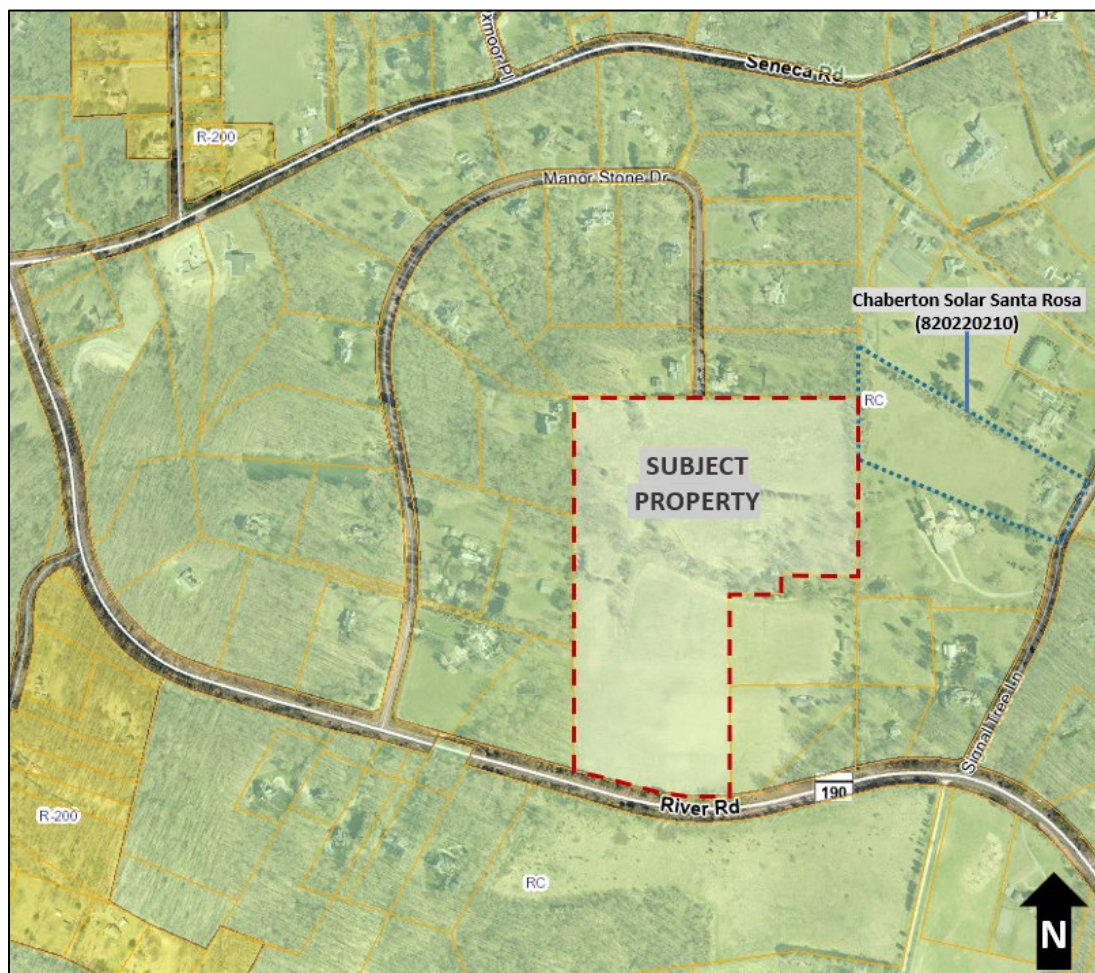 Seneca Rd
R-200
Manor Stone Dr
Chaberton Solar Santa Rosa
(820220210)
RC
SUBJECT
PROPERTY
Signal Tree Ln
190
River Rd
R-200
RC
N